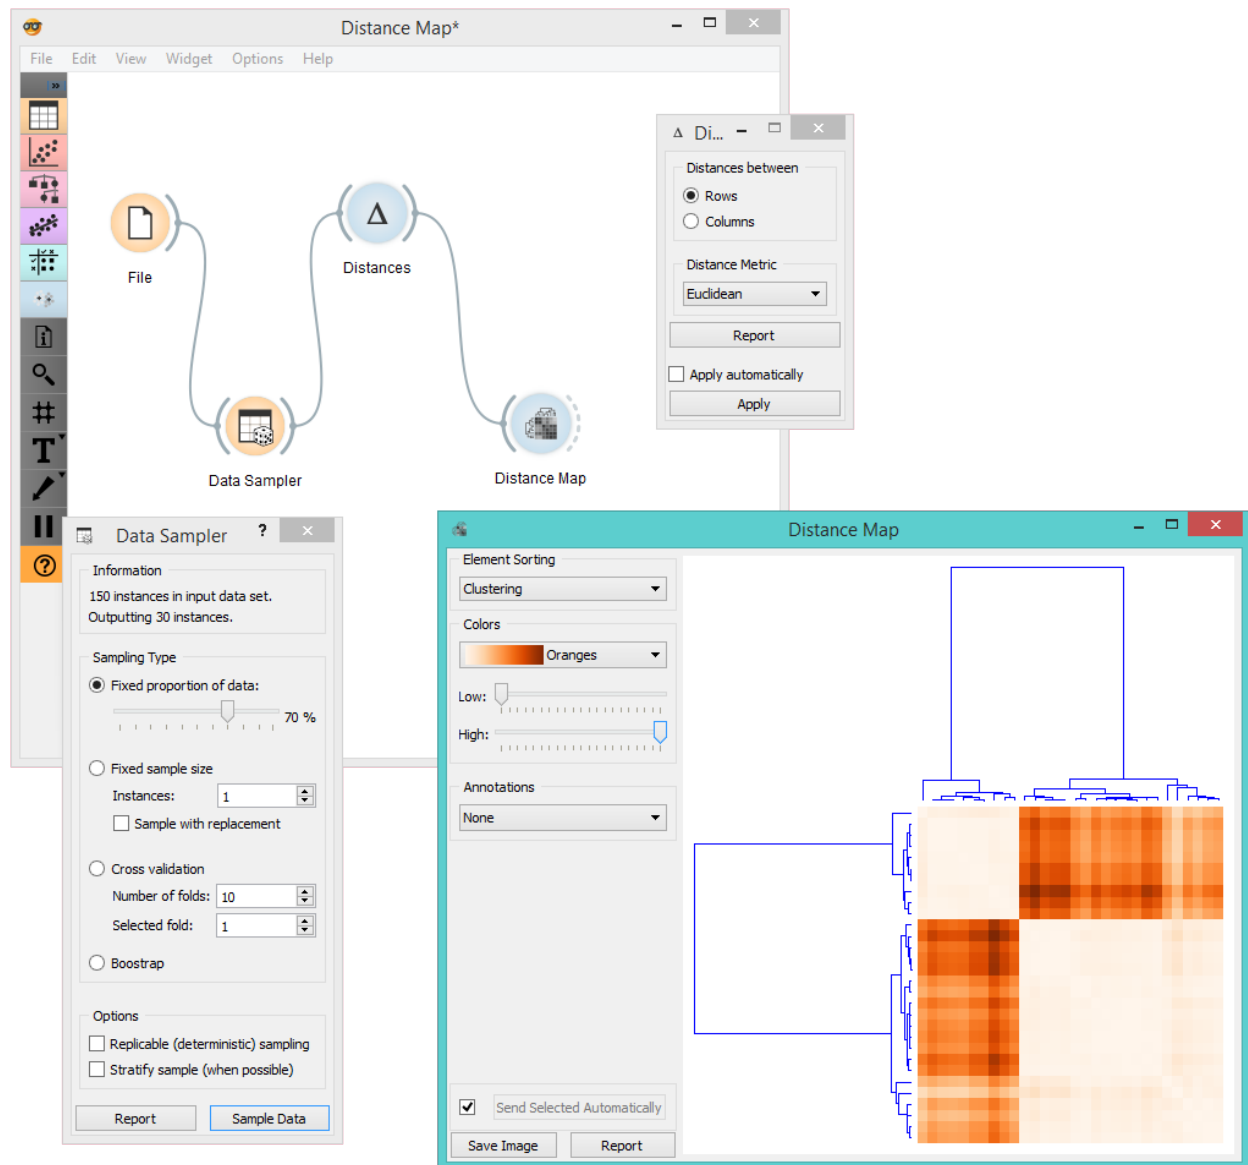 Distance Map*
File Edit View Widget Options Help
File
Distances
Data Sampler
Distance Map
Δ Di...
Distances between
Rows
Columns
Distance Metric
Euclidean
Report
Apply automatically
Apply
Data Sampler ?
Information
150 instances in input data set.
Outputting 30 instances.
Sampling Type
Fixed proportion of data:
70 %
Fixed sample size
Instances: 1
Sample with replacement
Cross validation
Number of folds: 10
Selected fold: 1
Boostrap
Options
Replicable (deterministic) sampling
Stratify sample (when possible)
Report Sample Data
Distance Map
Element Sorting
Clustering
Colors
Oranges
Low:
High:
Annotations
None
Send Selected Automatically
Save Image Report